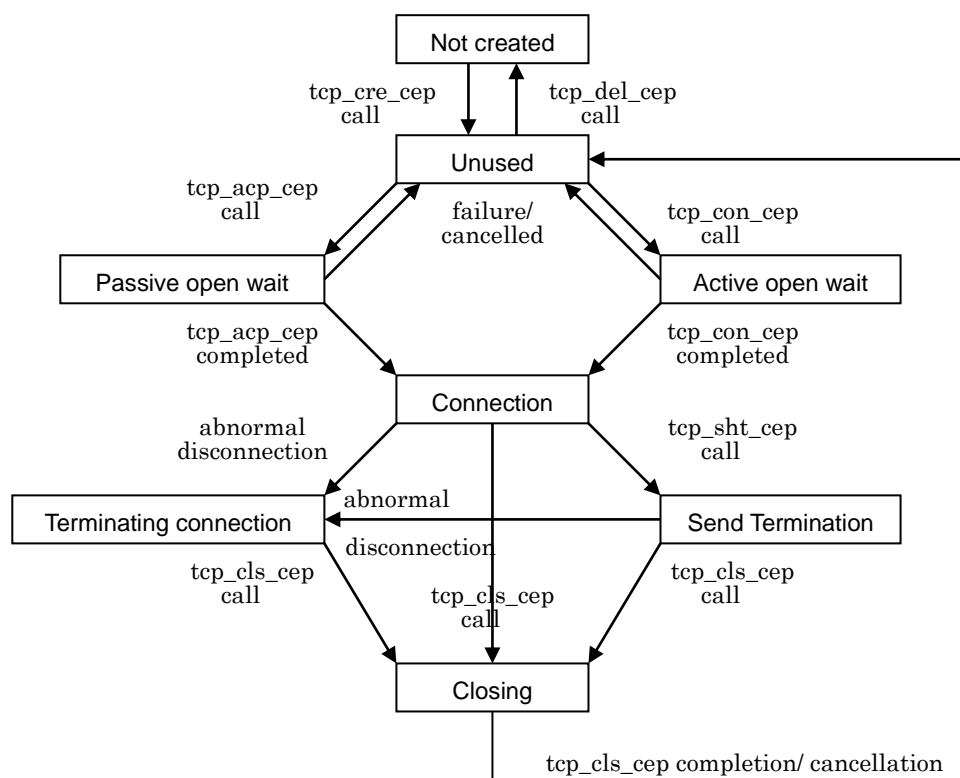 Not created
tcp_cre_cep
call
tcp_del_cep
call
Unused
tcp_acp_cep
call
failure/
cancelled
tcp_con_cep
call
Passive open wait
Active open wait
tcp_acp_cep
completed
tcp_con_cep
completed
Connection
abnormal
disconnection
tcp_sht_cep
call
Terminating connection
abnormal
disconnection
Send Termination
tcp_cls_cep
call
tcp_cls_cep
call
tcp_cls_cep
call
Closing
tcp_cls_cep completion/ cancellation